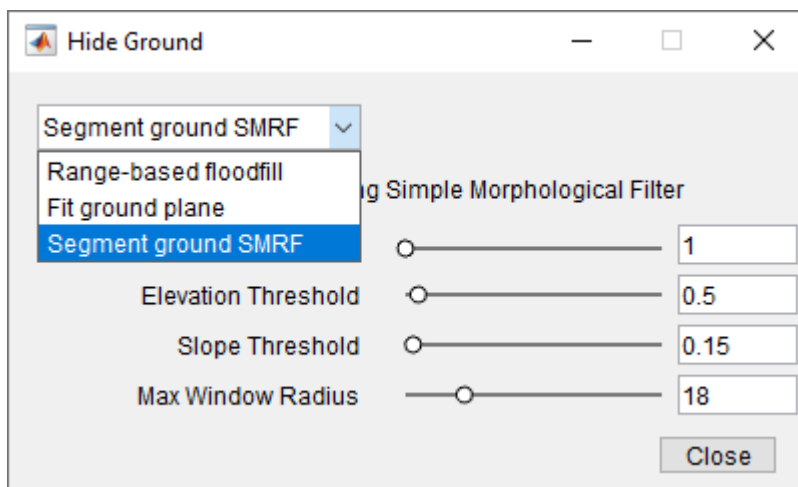 Hide Ground
Segment ground SMRF
Range-based floodfill
Fit ground plane
Segment ground SMRF
Simple Morphological Filter
1
Elevation Threshold 0.5
Slope Threshold 0.15
Max Window Radius 18
Close